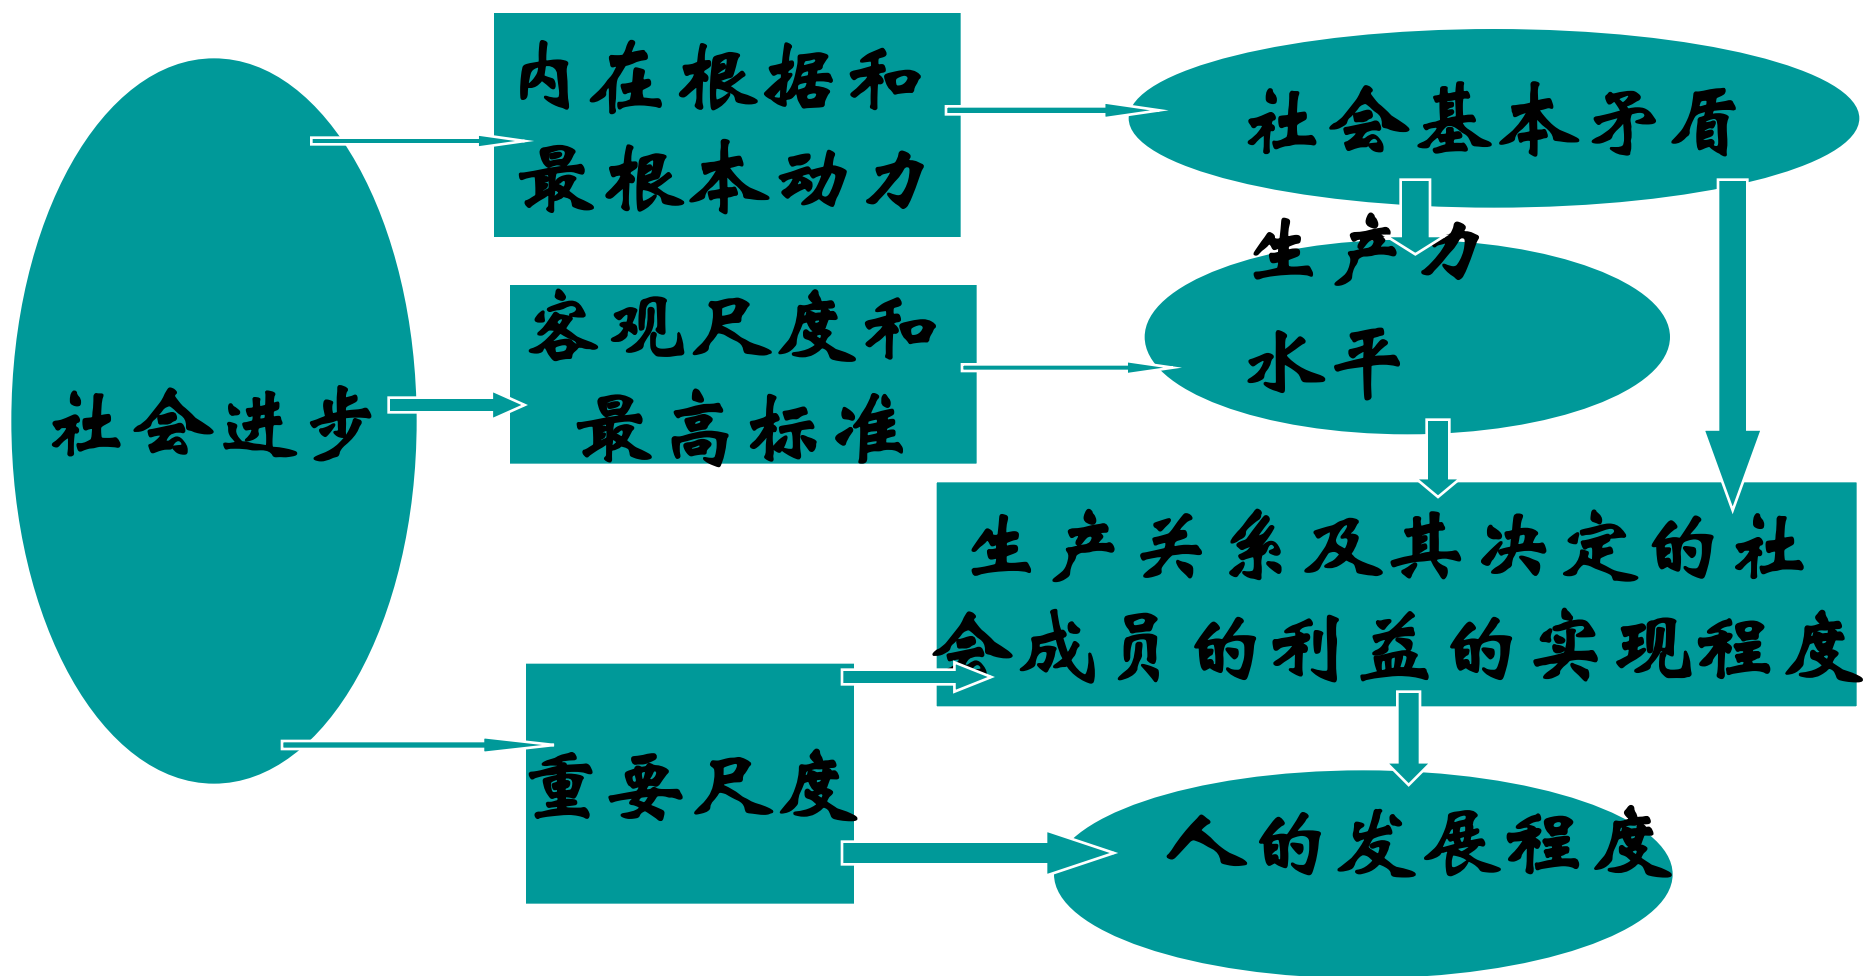 内在根据和
最根本动力
社会基本矛盾
生产力
水平
客观尺度和
最高标准
社会进步
生产关系及其决定的社
会成员的利益的实现程度
重要尺度
人的发展程度